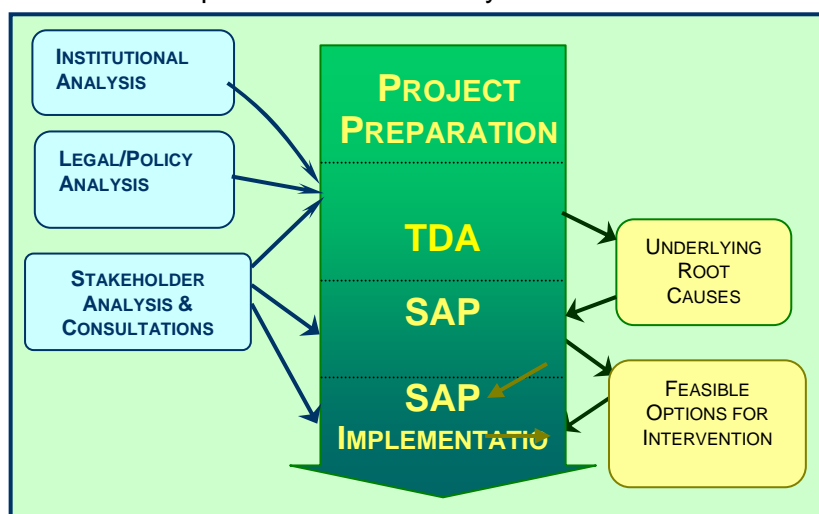 INSTITUTIONAL
ANALYSIS
LEGAL/POLICY
ANALYSIS
STAKEHOLDER
ANALYSIS &
CONSULTATIONS
PROJECT
PREPARATION
TDA
SAP
SAP
IMPLEMENTATIO
UNDERLYING
ROOT
CAUSES
FEASIBLE
OPTIONS FOR
INTERVENTION